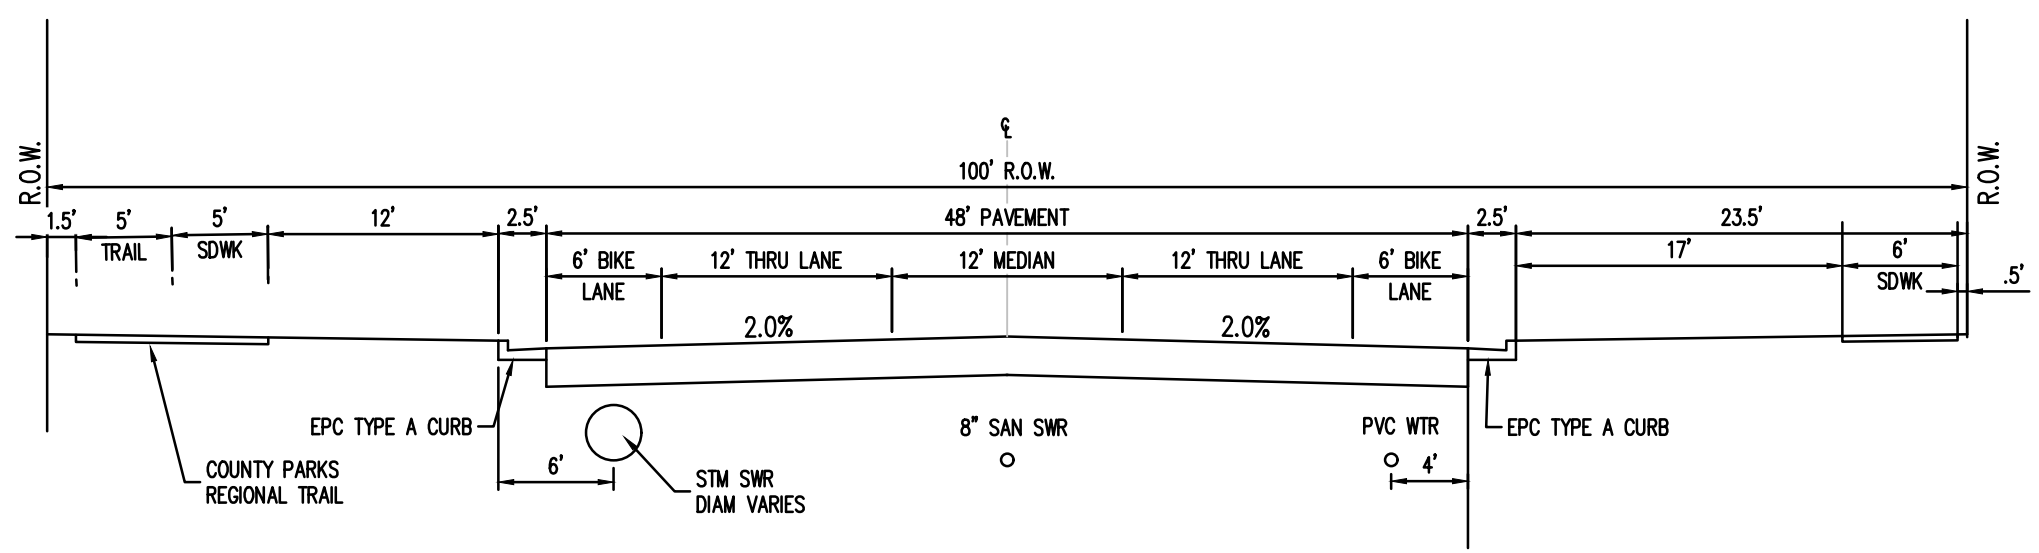 ℄
R.O.W.
100' R.O.W.
R.O.W.
1.5'
5'
5'
12'
2.5'
48' PAVEMENT
2.5'
23.5'
TRAIL
SDWK
6' BIKE
LANE
12' THRU LANE
12' MEDIAN
12' THRU LANE
6' BIKE
LANE
17'
6'
SDWK
.5'
2.0%
2.0%
EPC TYPE A CURB
8" SAN SWR
PVC WTR
EPC TYPE A CURB
COUNTY PARKS
REGIONAL TRAIL
6'
STM SWR
DIAM VARIES
4'